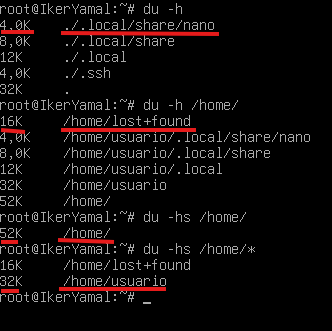 root@IkerYamal:~# du -h
4.0K ./.local/share/nano
8,0K ./.local/share
12K ./.local
4,0K ./.ssh
32K .
root@IkerYamal:~# du -h /home/
16K /home/lost+found
4,0K /home/usuario/.local/share/nano
8,0K /home/usuario/.local/share
12K /home/usuario/.local
32K /home/usuario
52K /home/
root@IkerYamal:~# du -hs /home/
52K /home/
root@IkerYamal:~# du -hs /home/*
16K /home/lost+found
32K /home/usuario
root@IkerYamal:~# _